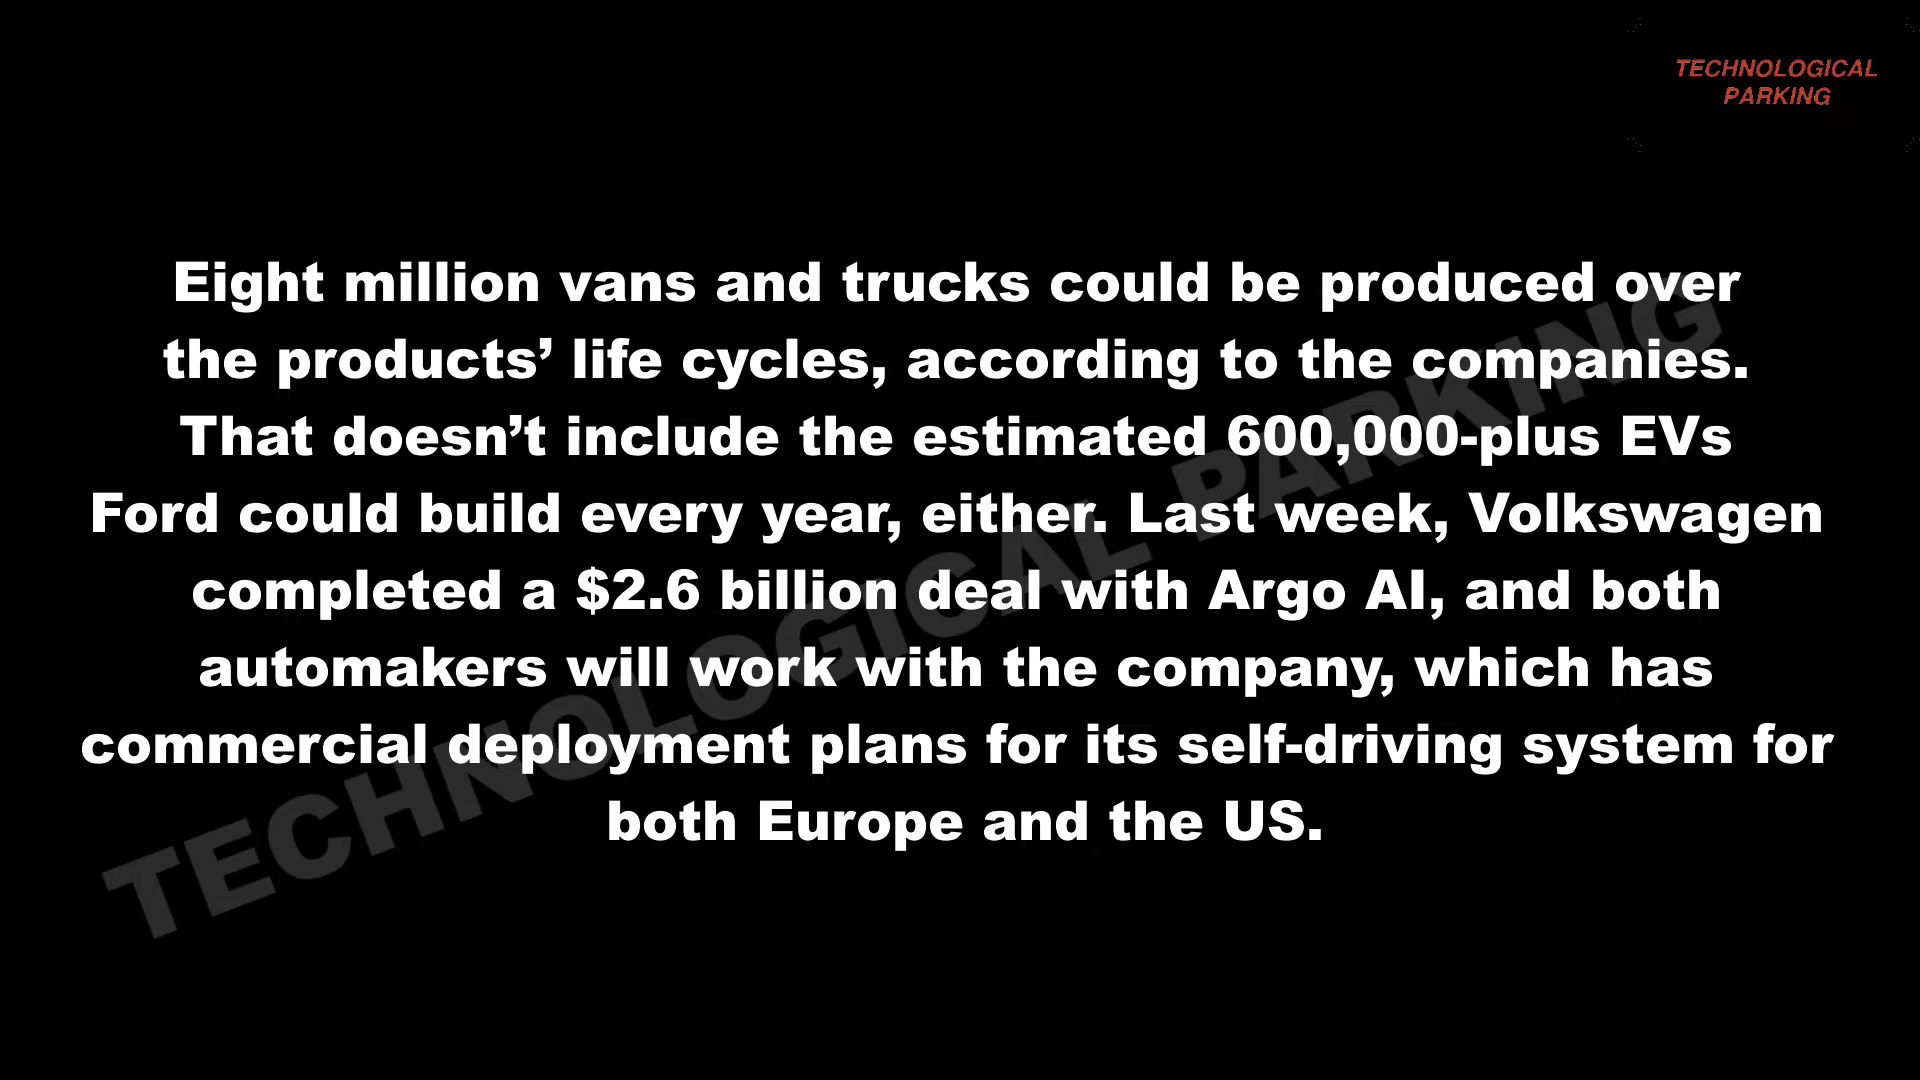 TECHNOLOGICAL
PARKING
Eight million vans and trucks could be produced over
the products’ life cycles, according to the companies.
That doesn’t include the estimated 600,000-plus EVs
Ford could build every year, either. Last week, Volkswagen
completed a $2.6 billion deal with Argo AI, and both
automakers will work with the company, which has
commercial deployment plans for its self-driving system for
both Europe and the US.
TECHNOLOGICAL PARKING